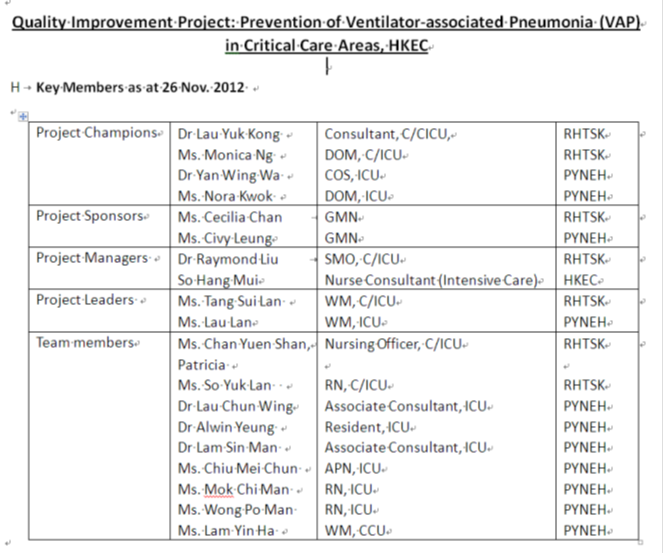 Quality Improvement Project: Prevention of Ventilator-associated Pneumonia (VAP)
in Critical Care Areas, HKEC
H Key Members as at 26 Nov. 2012
Project Champions Dr Lau Yuk Kong Consultant, C/CICU, RHTSK
Ms. Monica Ng DOM, C/ICU RHTSK
Dr Yan Wing Wa COS, ICU PYNEH
Ms. Nora Kwok DOM, ICU PYNEH
Project Sponsors Ms. Cecilia Chan GMN RHTSK
Ms. Civy Leung GMN PYNEH
Project Managers Dr Raymond Liu SMO, C/ICU RHTSK
So Hang Mui Nurse Consultant (Intensive Care) HKEC
Project Leaders Ms. Tang Sui Lan WM, C/ICU RHTSK
Ms. Lau Lan WM, ICU PYNEH
Team members Ms. Chan Yuen Shan, Nursing Officer, C/ICU RHTSK
Patricia
Ms. So Yuk Lan RN, C/ICU RHTSK
Dr Lau Chun Wing Associate Consultant, ICU PYNEH
Dr Alwin Yeung Resident, ICU PYNEH
Dr Lam Sin Man Associate Consultant, ICU PYNEH
Ms. Chiu Mei Chun APN, ICU PYNEH
Ms. Mok Chi Man RN, ICU PYNEH
Ms. Wong Po Man RN, ICU PYNEH
Ms. Lam Yin Ha WM, CCU PYNEH